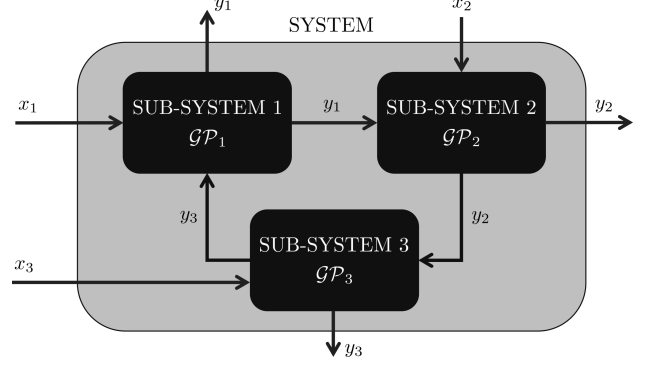 y₁
x₂
SYSTEM
x₁
SUB-SYSTEM 1
𝒢𝒫₁
y₁
SUB-SYSTEM 2
𝒢𝒫₂
y₂
y₃
y₂
SUB-SYSTEM 3
𝒢𝒫₃
x₃
y₃